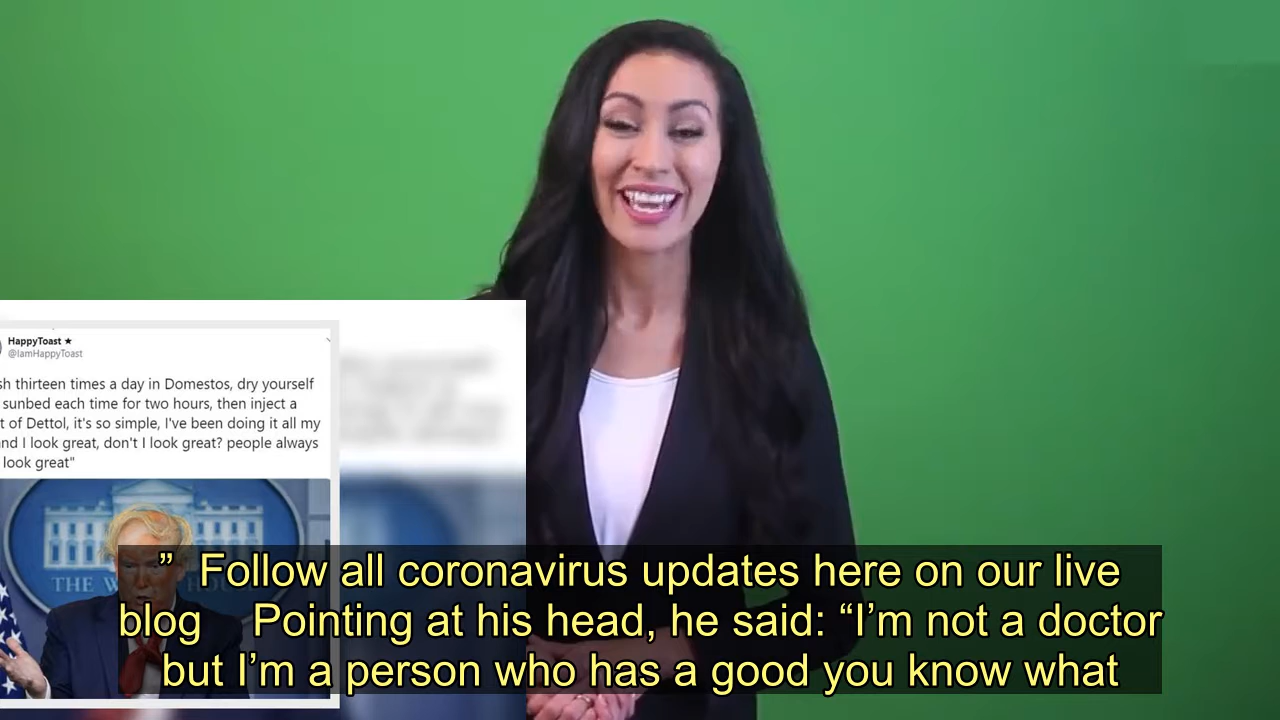 HappyToast ★
@IamHappyToast
thirteen times a day in Domestos, dry yourself
sunbed each time for two hours, then inject a
of Dettol, it's so simple, I've been doing it all my
I look great, don't I look great? people always
look great"
THE
” Follow all coronavirus updates here on our live
blog Pointing at his head, he said: “I’m not a doctor
but I’m a person who has a good you know what